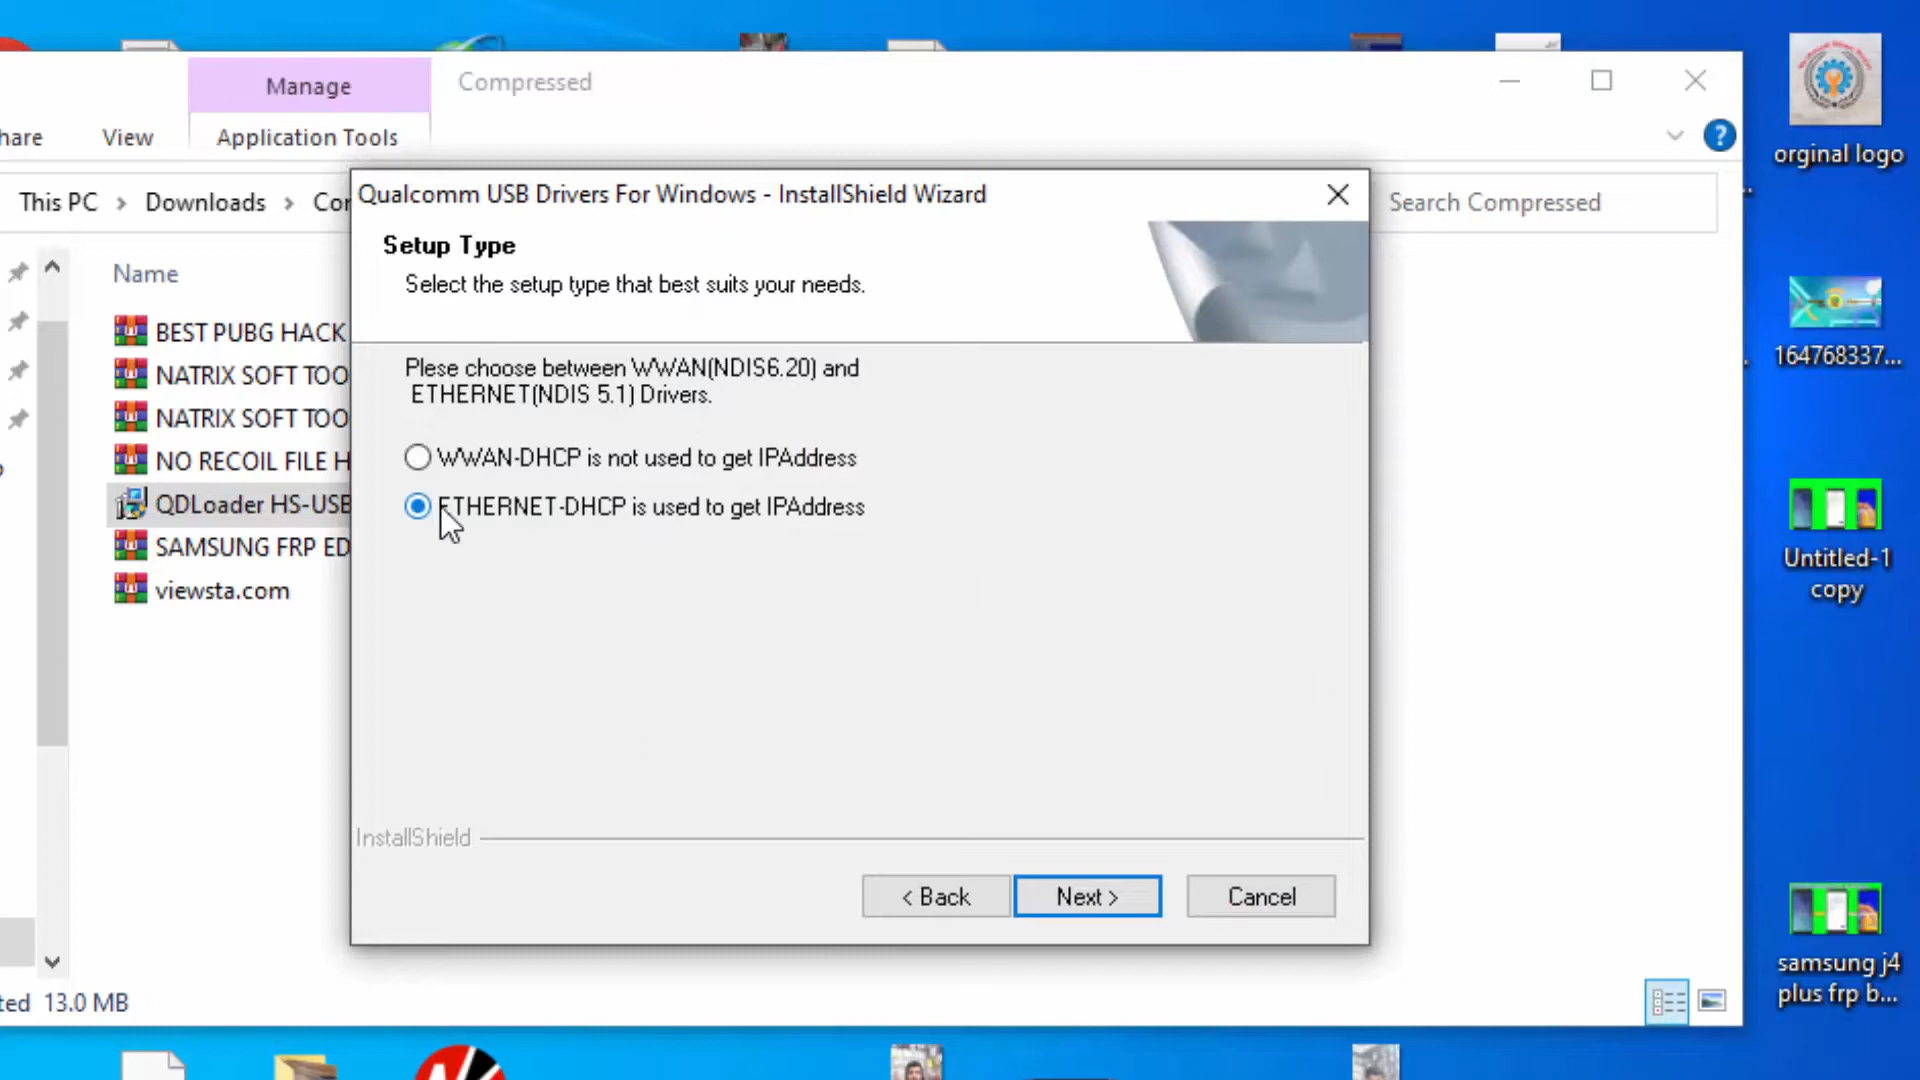 Manage
Compressed
hare
View
Application Tools
?
orginal logo
This PC > Downloads > Cor
Search Compressed
Qualcomm USB Drivers For Windows - InstallShield Wizard
Setup Type
Select the setup type that best suits your needs.
Name
BEST PUBG HACK
NATRIX SOFT TOO
NATRIX SOFT TOO
NO RECOIL FILE H
QDLoader HS-USB
SAMSUNG FRP ED
viewsta.com
Plese choose between WWAN(NDIS6.20) and
ETHERNET(NDIS 5.1) Drivers.
WWAN-DHCP is not used to get IPAddress
ETHERNET-DHCP is used to get IPAddress
164768337...
Untitled-1
copy
InstallShield
< Back
Next >
Cancel
samsung j4
plus frp b...
ted 13.0 MB